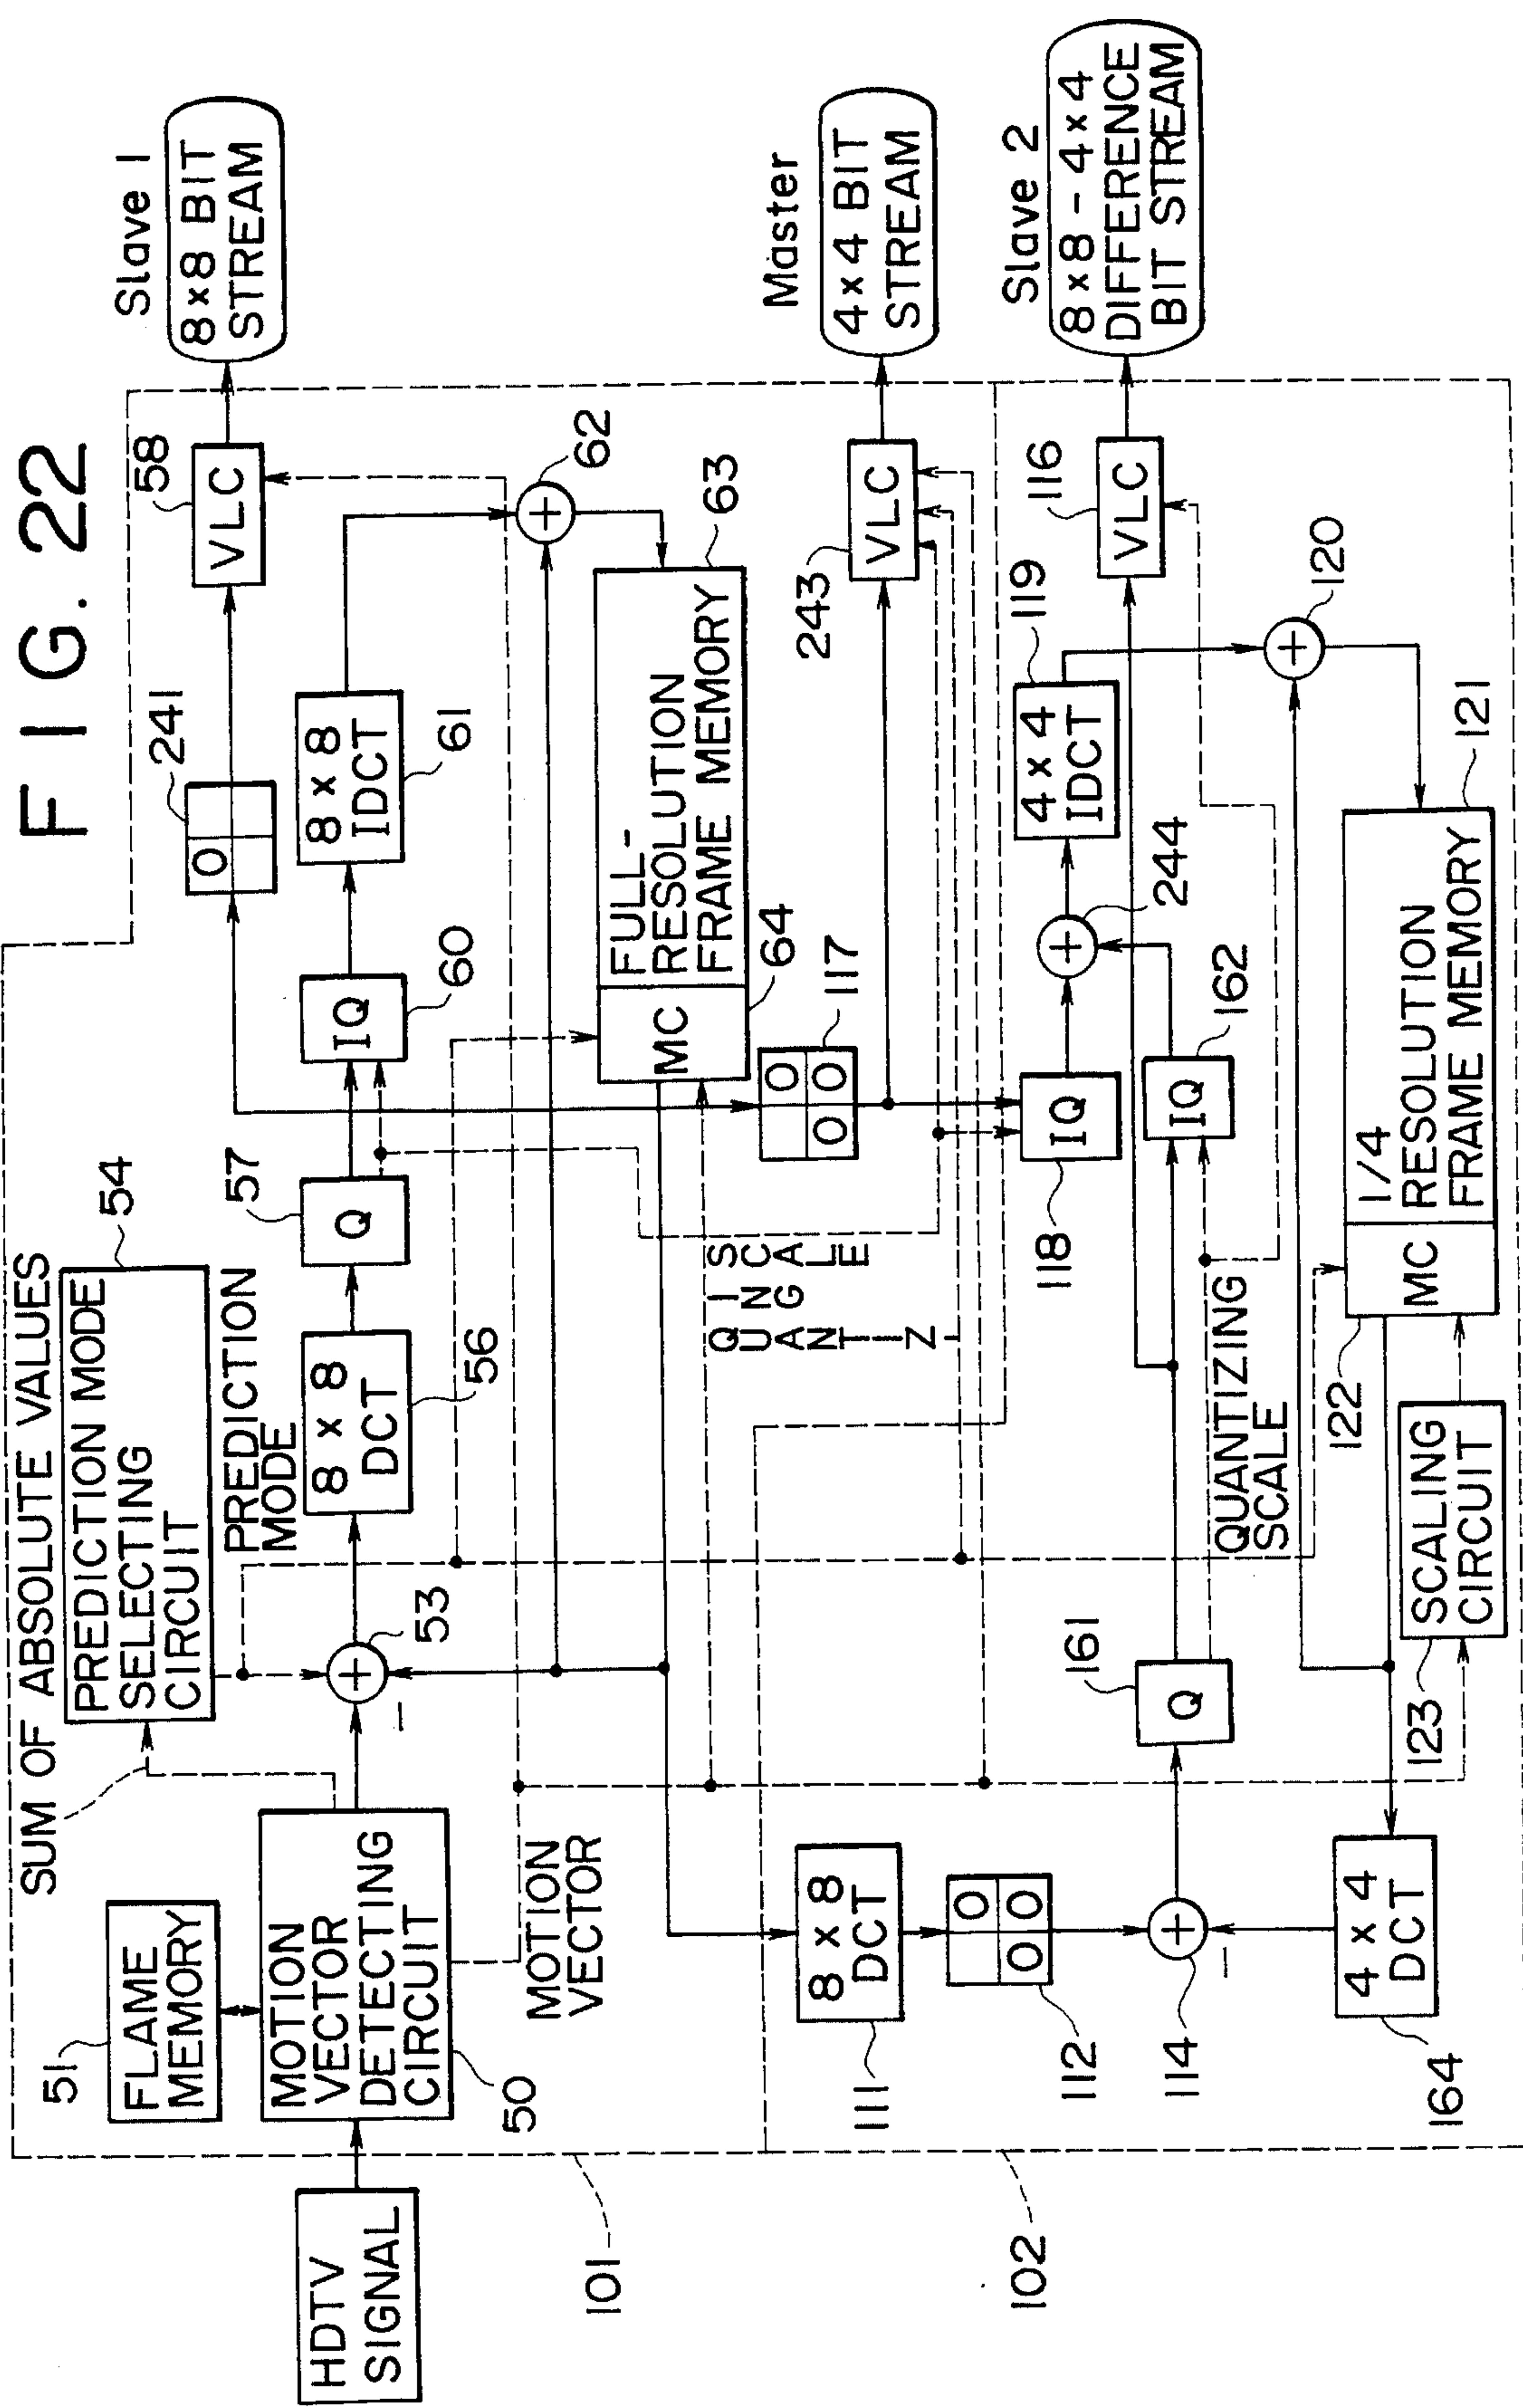 FIG. 22
SUM OF ABSOLUTE VALUES
51
FLAME
MEMORY
54
PREDICTION MODE
SELECTING
CIRCUIT
PREDICTION
MODE
HDTV
SIGNAL
MOTION
VECTOR
DETECTING
CIRCUIT
50
MOTION
VECTOR
53
−
8 × 8
DCT
56
57
Q
IQ
60
8 × 8
IDCT
61
241
0
58
VLC
Slave 1
8×8 BIT
STREAM
62
FULL-
RESOLUTION
FRAME MEMORY
63
MC
64
117
0
0 0
QUANTIZ-
ING
SCALE
243
VLC
Master
4×4 BIT
STREAM
101
102
111
8 × 8
DCT
112
0
0 0
114
−
161
Q
QUANTIZING
SCALE
118
IQ
IQ
162
244
4 × 4
IDCT
119
116
VLC
Slave 2
8×8 - 4×4
DIFFERENCE
BIT STREAM
120
1/4
RESOLUTION
FRAME MEMORY
121
MC
122
123
SCALING
CIRCUIT
4 × 4
DCT
164